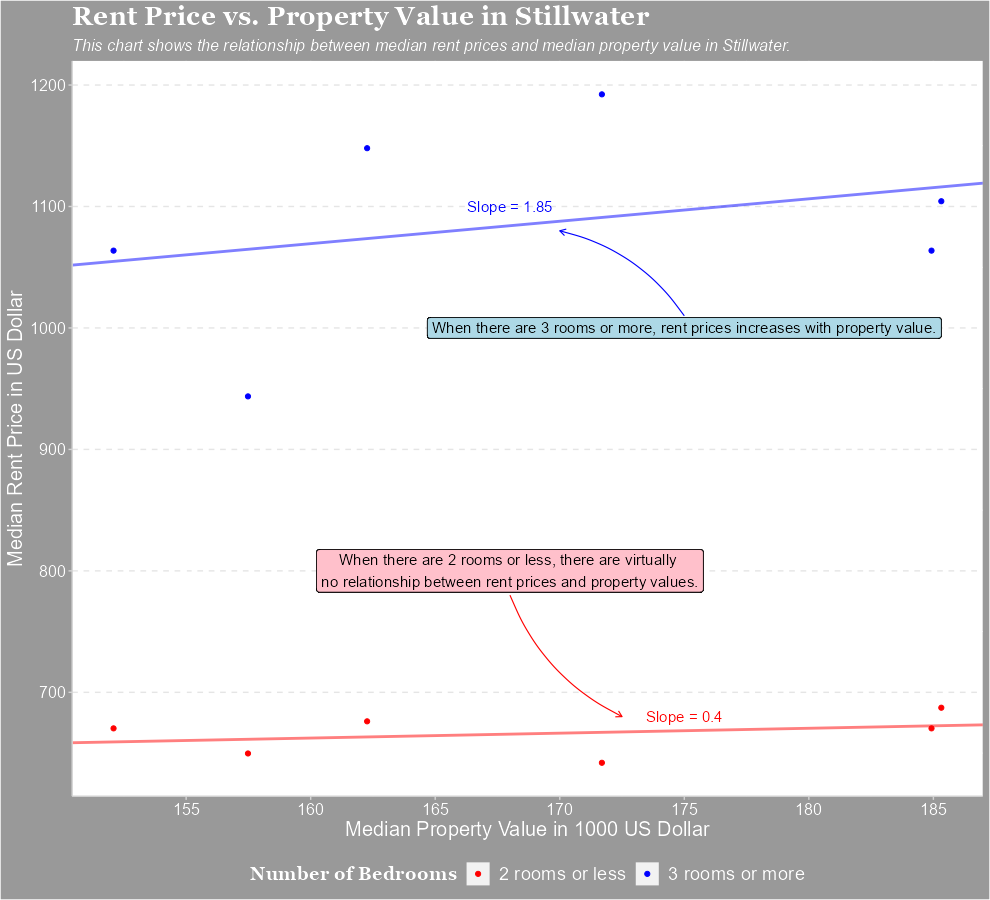 Rent Price vs. Property Value in Stillwater
This chart shows the relationship between median rent prices and median property value in Stillwater.
Median Rent Price in US Dollar
1200
1100
1000
900
800
700
Slope = 1.85
When there are 3 rooms or more, rent prices increases with property value.
When there are 2 rooms or less, there are virtually
no relationship between rent prices and property values.
Slope = 0.4
155 160 165 170 175 180 185
Median Property Value in 1000 US Dollar
Number of Bedrooms 2 rooms or less 3 rooms or more